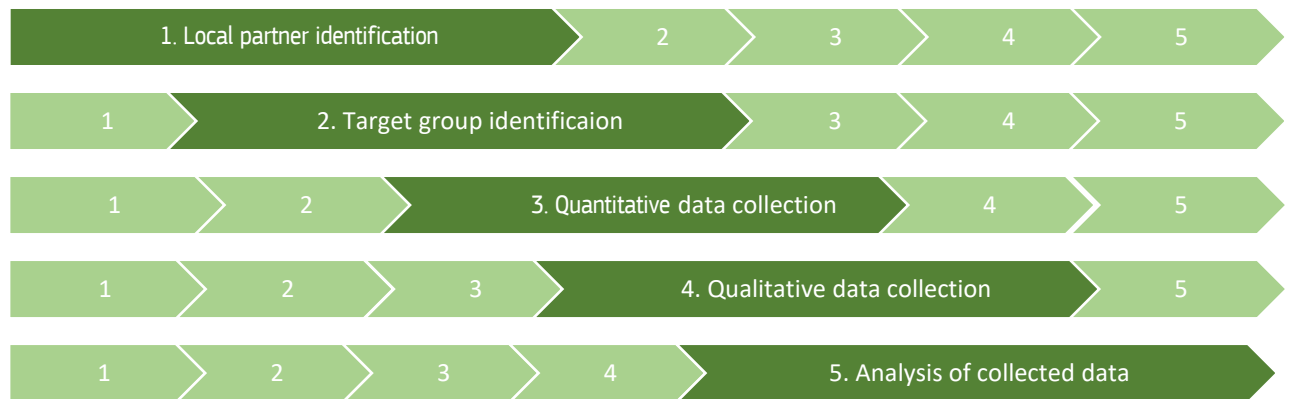 1. Local partner identification 2 3 4 5
1 2. Target group identificaion 3 4 5
1 2 3. Quantitative data collection 4 5
1 2 3 4. Qualitative data collection 5
1 2 3 4 5. Analysis of collected data